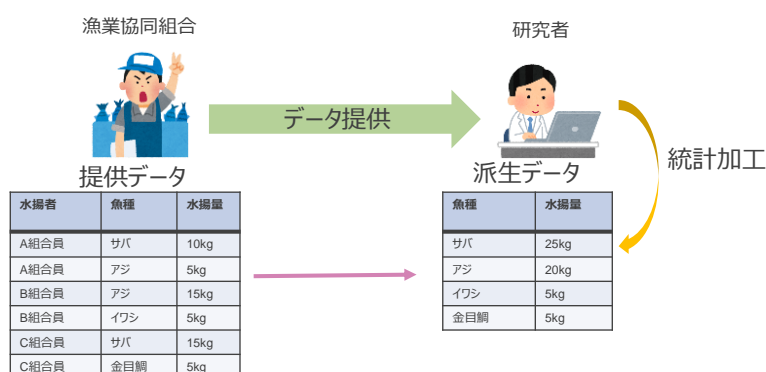 漁業協同組合
研究者
データ提供
統計加工
提供データ
派生データ
水揚者 魚種 水揚量
A組合員 サバ 10kg
A組合員 アジ 5kg
B組合員 アジ 15kg
B組合員 イワシ 5kg
C組合員 サバ 15kg
C組合員 金目鯛 5kg
魚種 水揚量
サバ 25kg
アジ 20kg
イワシ 5kg
金目鯛 5kg